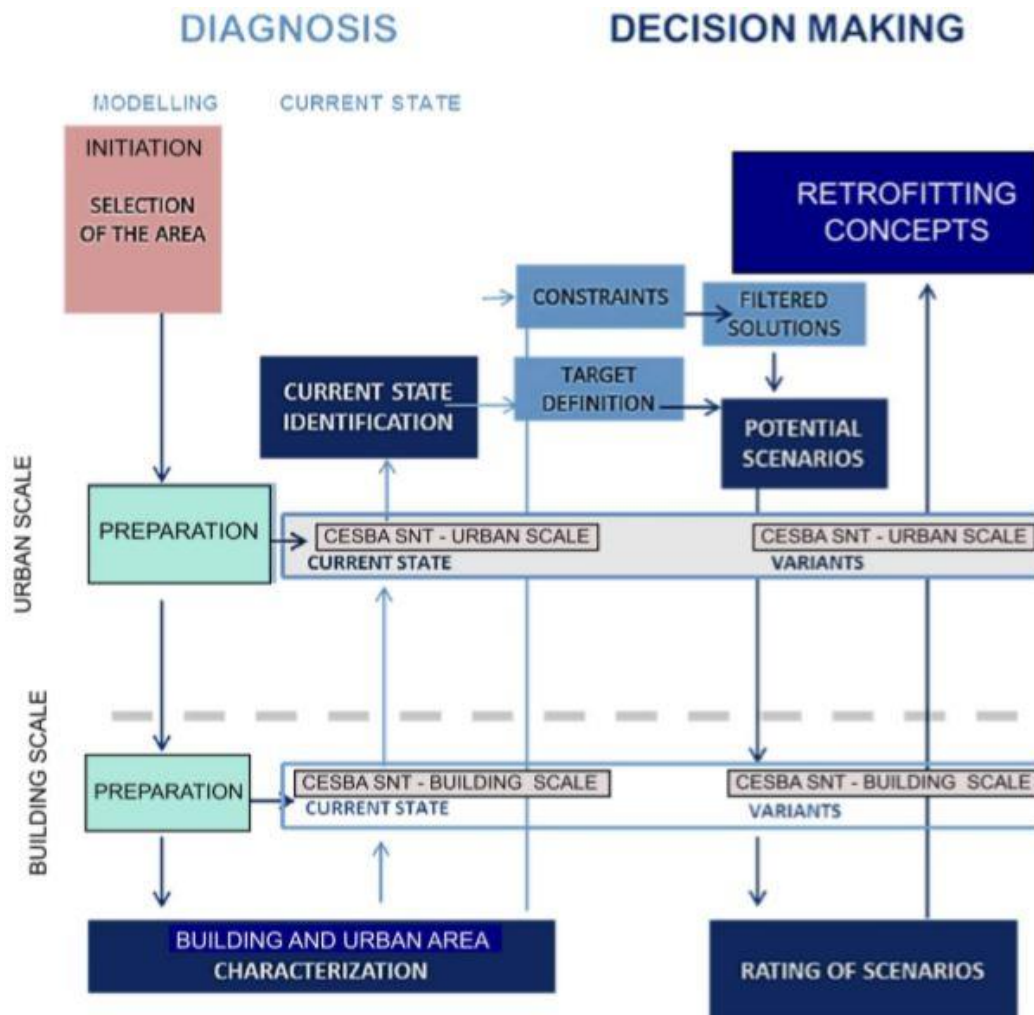 DIAGNOSIS
DECISION MAKING
MODELLING
CURRENT STATE
INITIATION
SELECTION
OF THE AREA
RETROFITTING
CONCEPTS
CONSTRAINTS
FILTERED
SOLUTIONS
CURRENT STATE
IDENTIFICATION
TARGET
DEFINITION
POTENTIAL
SCENARIOS
URBAN SCALE
PREPARATION
CESBA SNT - URBAN SCALE
CURRENT STATE
CESBA SNT - URBAN SCALE
VARIANTS
BUILDING SCALE
PREPARATION
CESBA SNT - BUILDING SCALE
CURRENT STATE
CESBA SNT - BUILDING SCALE
VARIANTS
BUILDING AND URBAN AREA
CHARACTERIZATION
RATING OF SCENARIOS